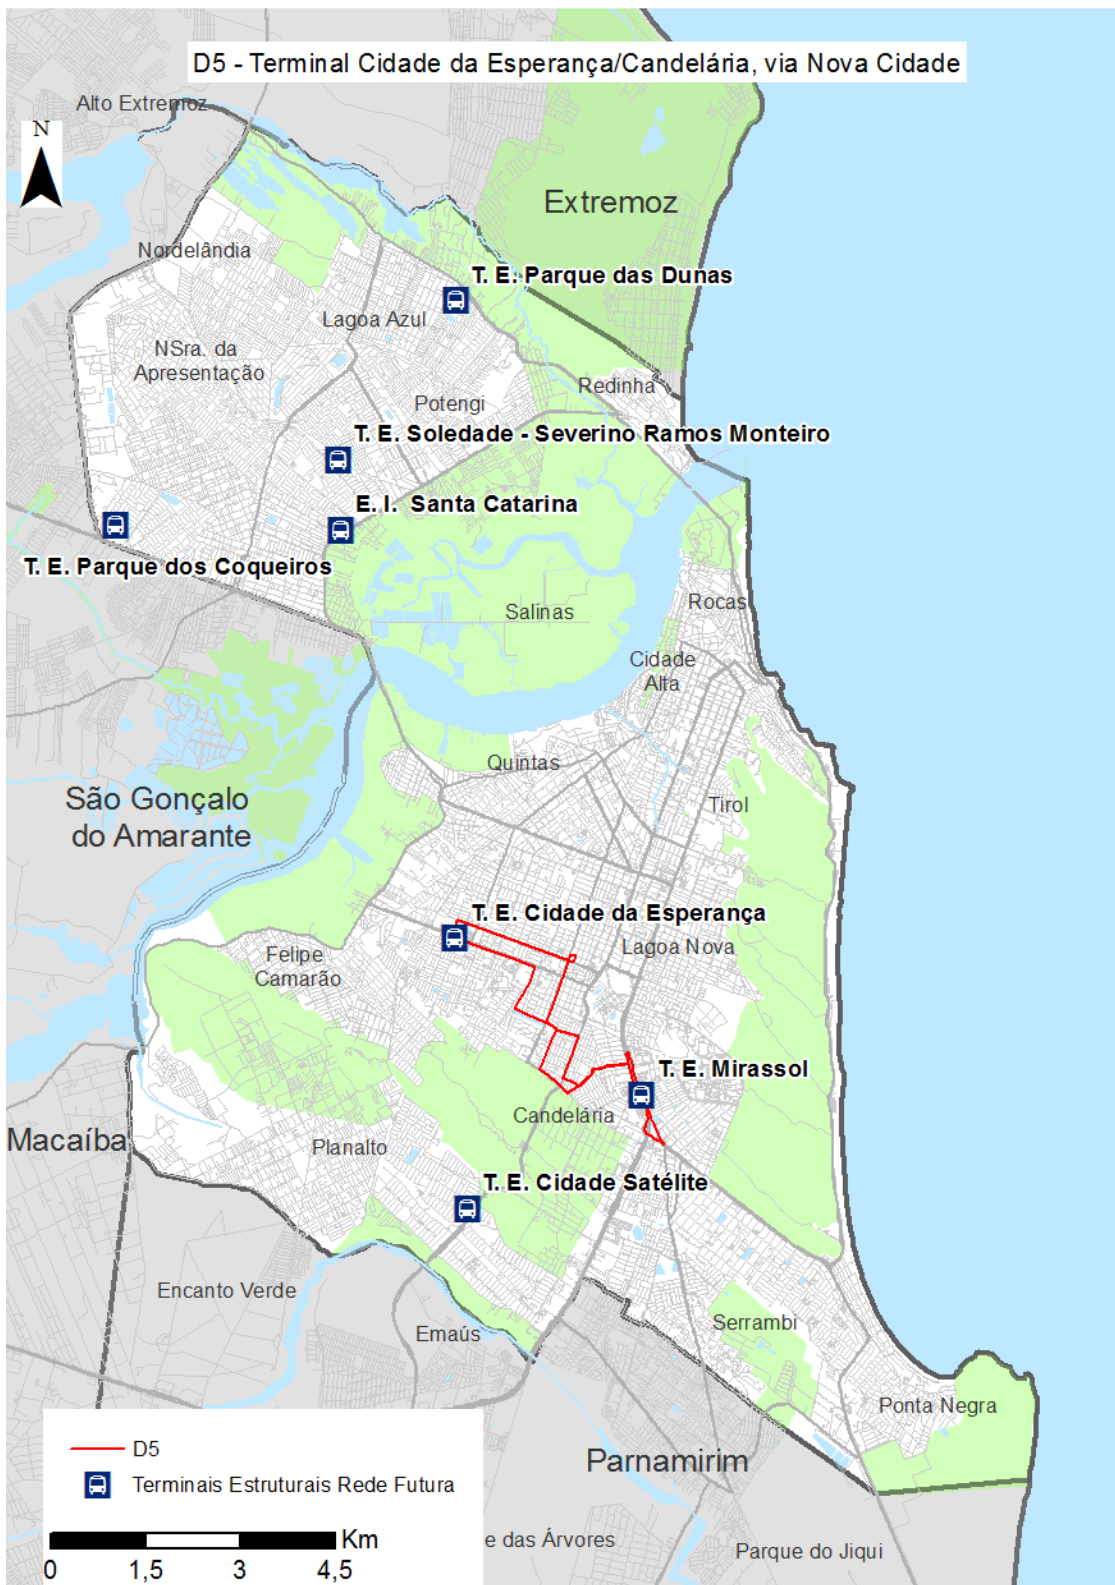 D5 - Terminal Cidade da Esperança/Candelária, via Nova Cidade
Alto Extremoz
N
Extremoz
Nordelândia
T. E. Parque das Dunas
Lagoa Azul
NSra. da
Apresentação
Redinha
Potengi
T. E. Soledade - Severino Ramos Monteiro
E. I. Santa Catarina
T. E. Parque dos Coqueiros
Salinas
Rocas
Cidade
Alta
Quintas
São Gonçalo
do Amarante
Tirol
T. E. Cidade da Esperança
Lagoa Nova
Felipe
Camarão
T. E. Mirassol
Candelária
Macaíba
Planalto
T. E. Cidade Satélite
Encanto Verde
Emaús
Serrambi
Ponta Negra
Parnamirim
D5
Terminais Estruturais Rede Futura
Km
0 1,5 3 4,5
e das Árvores
Parque do Jiqui